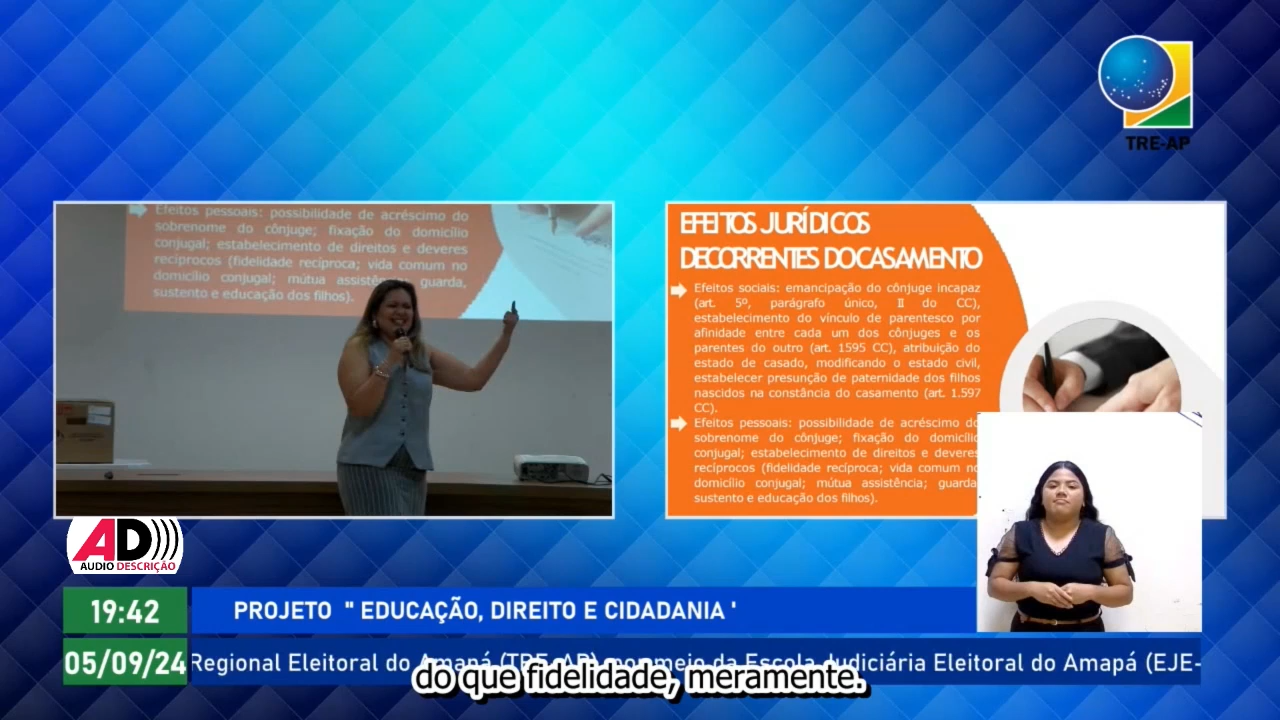 TRE-AP
Efeitos pessoais: possibilidade de acréscimo do
sobrenome do cônjuge; fixação do domicílio
conjugal; estabelecimento de direitos e deveres
recíprocos (fidelidade recíproca; vida comum no
domicílio conjugal; mútua assistência; guarda,
sustento e educação dos filhos).
EFEITOS JURÍDICOS
DECORRENTES DO CASAMENTO
Efeitos sociais: emancipação do cônjuge incapaz
(art. 5º, parágrafo único, II do CC),
estabelecimento do vínculo de parentesco por
afinidade entre cada um dos cônjuges e os
parentes do outro (art. 1595 CC), atribuição do
estado de casado, modificando o estado civil,
estabelecer presunção de paternidade dos filhos
nascidos na constância do casamento (art. 1.597
CC).
Efeitos pessoais: possibilidade de acréscimo do
sobrenome do cônjuge; fixação do domicílio
conjugal; estabelecimento de direitos e deveres
recíprocos (fidelidade recíproca; vida comum no
domicílio conjugal; mútua assistência; guarda
sustento e educação dos filhos).
AD)))
AUDIO DESCRIÇÃO
19:42 PROJETO " EDUCAÇÃO, DIREITO E CIDADANIA '
05/09/24 Regional Eleitoral do Amapá (TRE-AP) por meio da Escola Judiciária Eleitoral do Amapá (EJE-
do que fidelidade, meramente.